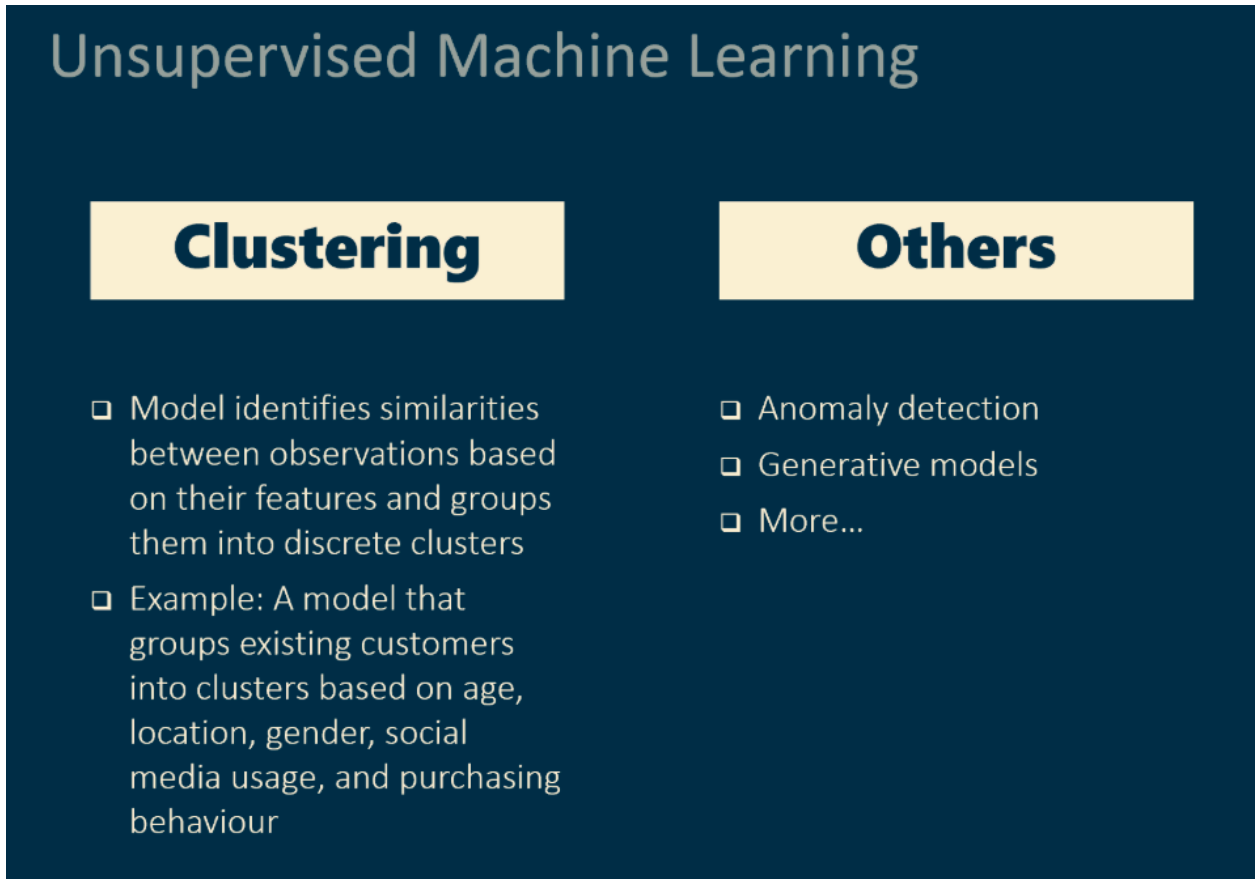 Unsupervised Machine Learning
Clustering
❑ Model identifies similarities
between observations based
on their features and groups
them into discrete clusters
❑ Example: A model that
groups existing customers
into clusters based on age,
location, gender, social
media usage, and purchasing
behaviour
Others
❑ Anomaly detection
❑ Generative models
❑ More...